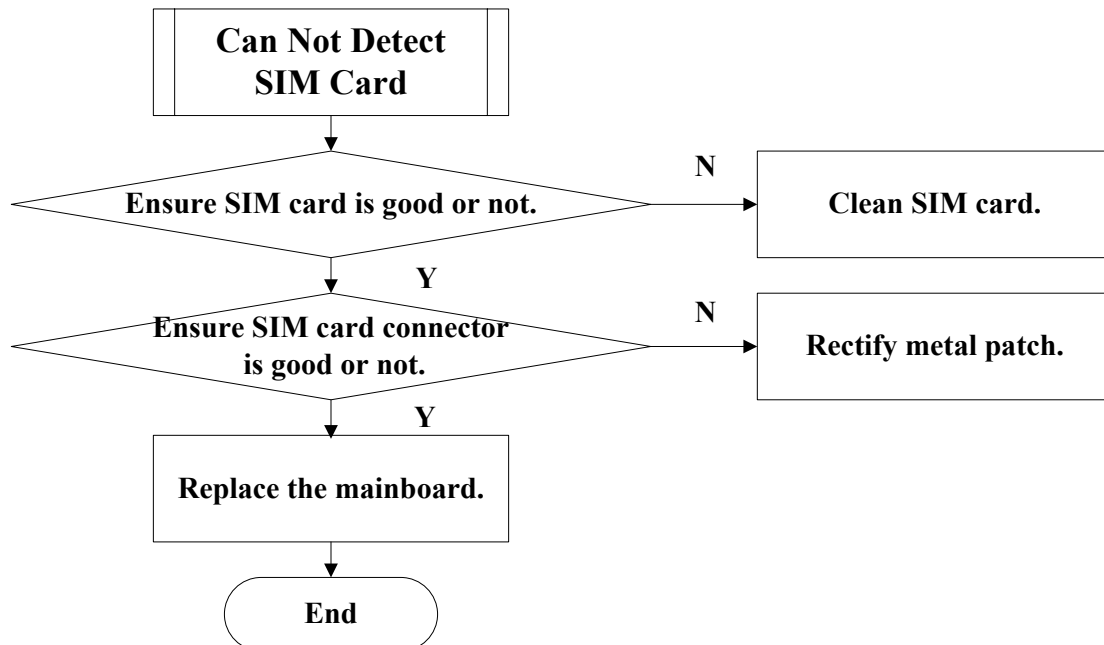 Can Not Detect
SIM Card
N
Ensure SIM card is good or not.
Clean SIM card.
Y
Ensure SIM card connector
is good or not.
N
Rectify metal patch.
Y
Replace the mainboard.
End